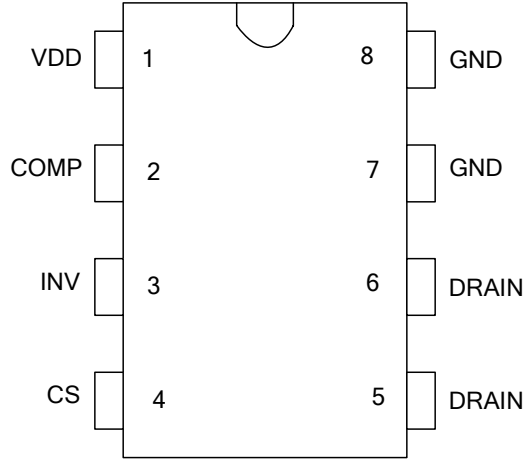 VDD 1 8 GND
COMP 2 7 GND
INV 3 6 DRAIN
CS 4 5 DRAIN